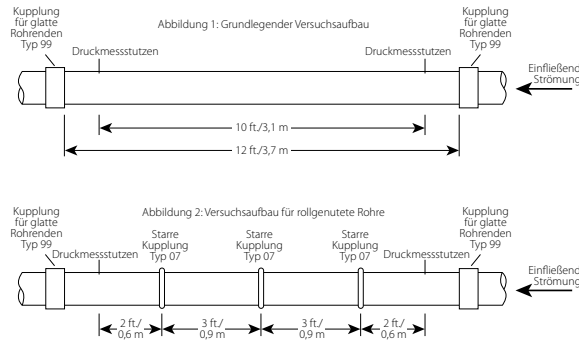 Abbildung 1: Grundlegender Versuchsaufbau
Kupplung
für glatte
Rohrenden
Typ 99
Druckmessstutzen
Druckmessstutzen
Kupplung
für glatte
Rohrenden
Typ 99
Einfließende
Strömung
10 ft./3,1 m
12 ft./3,7 m
Abbildung 2: Versuchsaufbau für rollgenutete Rohre
Kupplung
für glatte
Rohrenden
Typ 99
Druckmessstutzen
Starre
Kupplung
Typ 07
Starre
Kupplung
Typ 07
Starre
Kupplung
Typ 07
Druckmessstutzen
Kupplung
für glatte
Rohrenden
Typ 99
Einfließende
Strömung
2 ft./
0,6 m
3 ft./
0,9 m
3 ft./
0,9 m
2 ft./
0,6 m